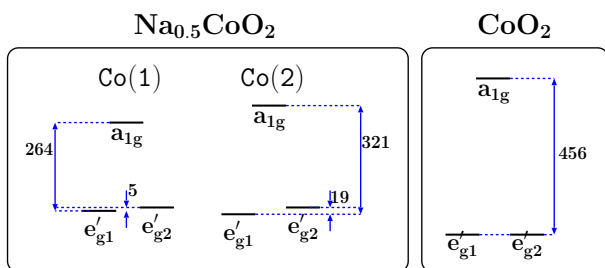 Na₀.₅CoO₂ CoO₂
Co(1) Co(2)
a₁g a₁g a₁g
264 321 456
5 19
e′g1 e′g2 e′g1 e′g2 e′g1 e′g2